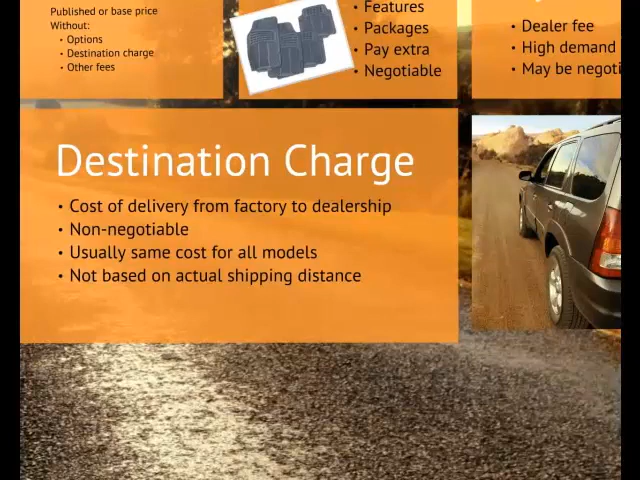 Published or base price
Without:
• Options
• Destination charge
• Other fees
• Features
• Packages
• Pay extra
• Negotiable
• Dealer fee
• High demand
• May be
Destination Charge
• Cost of delivery from factory to dealership
• Non-negotiable
• Usually same cost for all models
• Not based on actual shipping distance